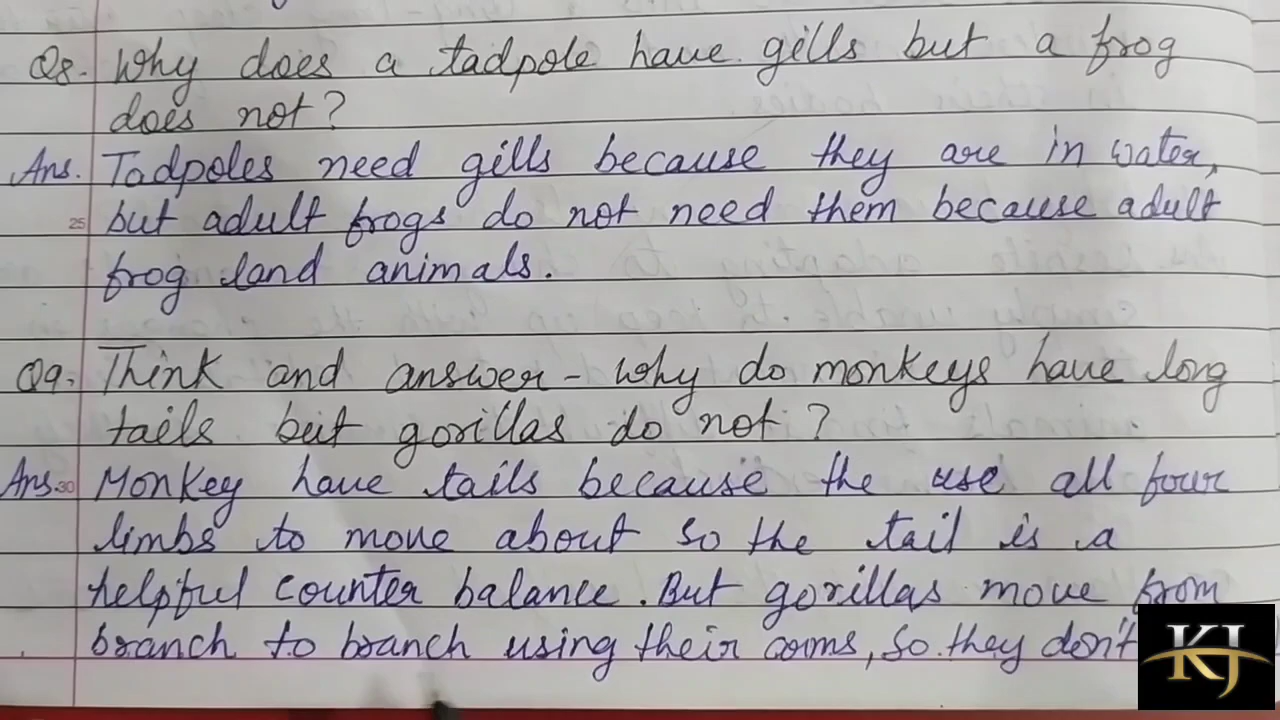 Q8. Why does a tadpole have gills but a frog
does not?
Ans. Tadpoles need gills because they are in water,
25 but adult frogs do not need them because adult
frog land animals.
Q9. Think and answer - Why do monkeys have long
tails but gorillas do not?
Ans. 30 Monkey have tails because the use all four
limbs to move about so the tail is a
helpful counter balance. But gorillas move from
branch to branch using their arms, so they don't
KJ